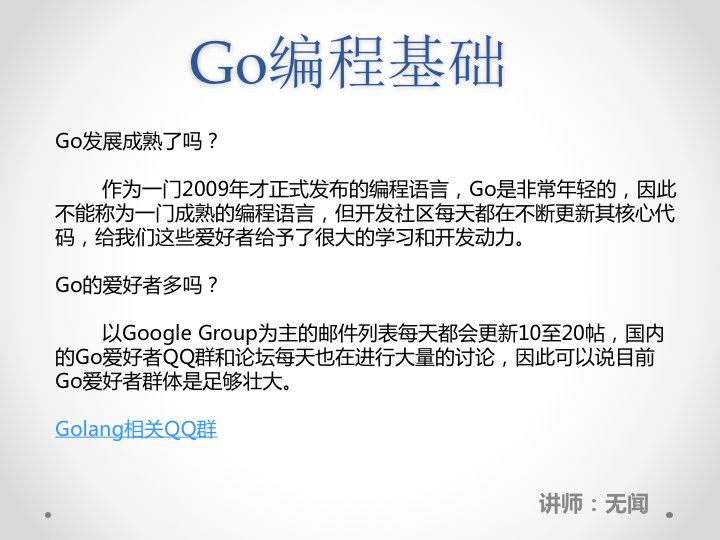 Go编程基础
Go发展成熟了吗？
作为一门2009年才正式发布的编程语言，Go是非常年轻的，因此
不能称为一门成熟的编程语言，但开发社区每天都在不断更新其核心代
码，给我们这些爱好者给予了很大的学习和开发动力。
Go的爱好者多吗？
以Google Group为主的邮件列表每天都会更新10至20帖，国内
的Go爱好者QQ群和论坛每天也在进行大量的讨论，因此可以说目前
Go爱好者群体是足够壮大。
Golang相关QQ群
讲师：无闻